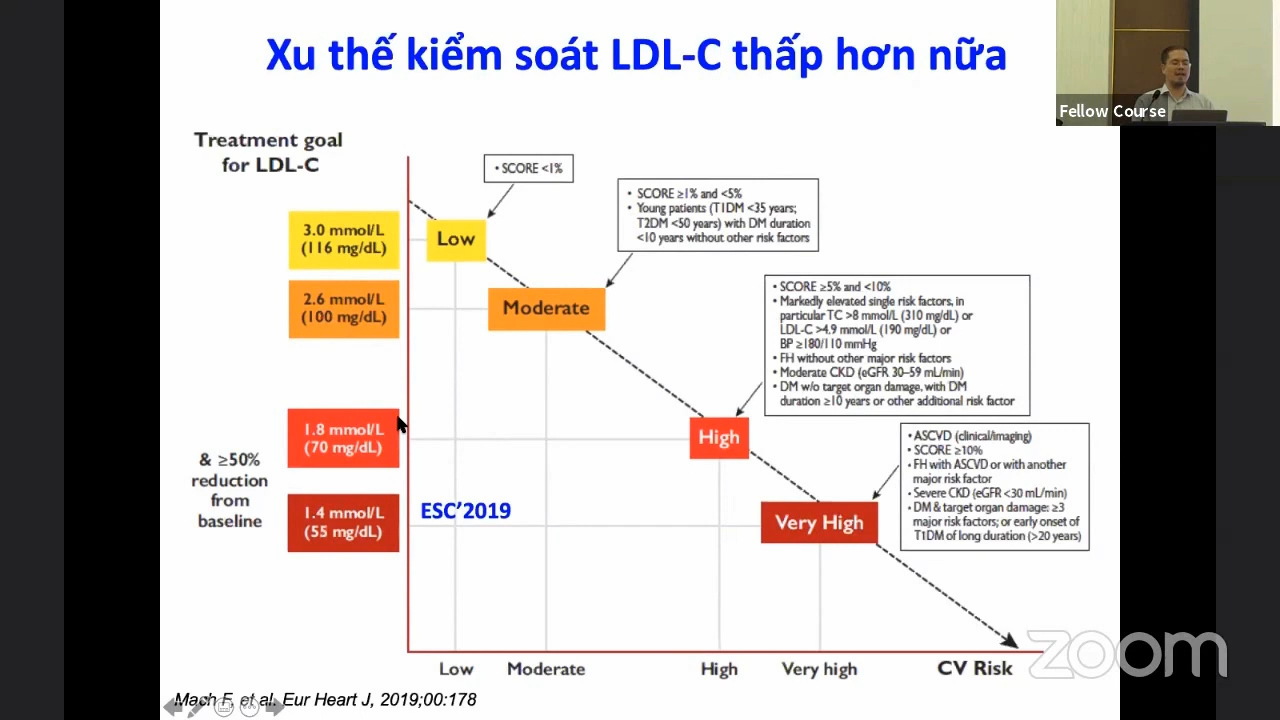 Xu thế kiểm soát LDL-C thấp hơn nữa
Fellow Course
Treatment goal
for LDL-C
3.0 mmol/L
(116 mg/dL)
2.6 mmol/L
(100 mg/dL)
1.8 mmol/L
(70 mg/dL)
1.4 mmol/L
(55 mg/dL)
& ≥50%
reduction
from
baseline
ESC’2019
Low
Moderate
High
Very High
• SCORE <1%
• SCORE ≥1% and <5%
• Young patients (T1DM <35 years;
T2DM <50 years) with DM duration
<10 years without other risk factors
• SCORE ≥5% and <10%
• Markedly elevated single risk factors, in
particular TC >8 mmol/L (310 mg/dL) or
LDL-C >4.9 mmol/L (190 mg/dL) or
BP ≥180/110 mmHg
• FH without other major risk factors
• Moderate CKD (eGFR 30–59 mL/min)
• DM w/o target organ damage, with DM
duration ≥10 years or other additional risk factor
• ASCVD (clinical/imaging)
• SCORE ≥10%
• FH with ASCVD or with another
major risk factor
• Severe CKD (eGFR <30 mL/min)
• DM & target organ damage: ≥3
major risk factors; or early onset of
T1DM of long duration (>20 years)
Low
Moderate
High
Very high
CV Risk
zoom
Mach F, et al. Eur Heart J, 2019;00:178